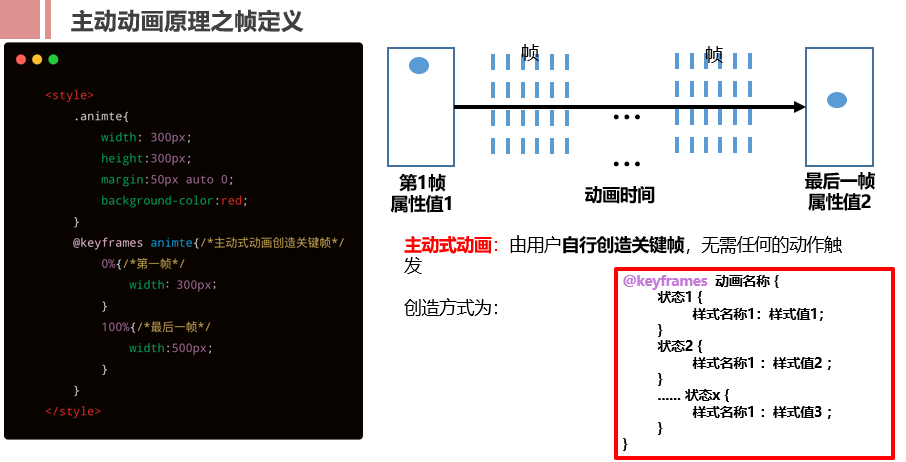 主动动画原理之帧定义
<style>
.animte{
width: 300px;
height:300px;
margin:50px auto 0;
background-color:red;
}
@keyframes animte{/*主动式动画创造关键帧*/
0%{/*第一帧*/
width: 300px;
}
100%{/*最后一帧*/
width:500px;
}
}
</style>
帧
帧
...
...
第1帧
属性值1
动画时间
最后一帧
属性值2
主动式动画：由用户自行创造关键帧，无需任何的动作触
发
创造方式为：
@keyframes 动画名称 {
状态1 {
样式名称1：样式值1；
}
状态2 {
样式名称1 ：样式值2 ；
}
...... 状态x {
样式名称1 ：样式值3 ；
}
}